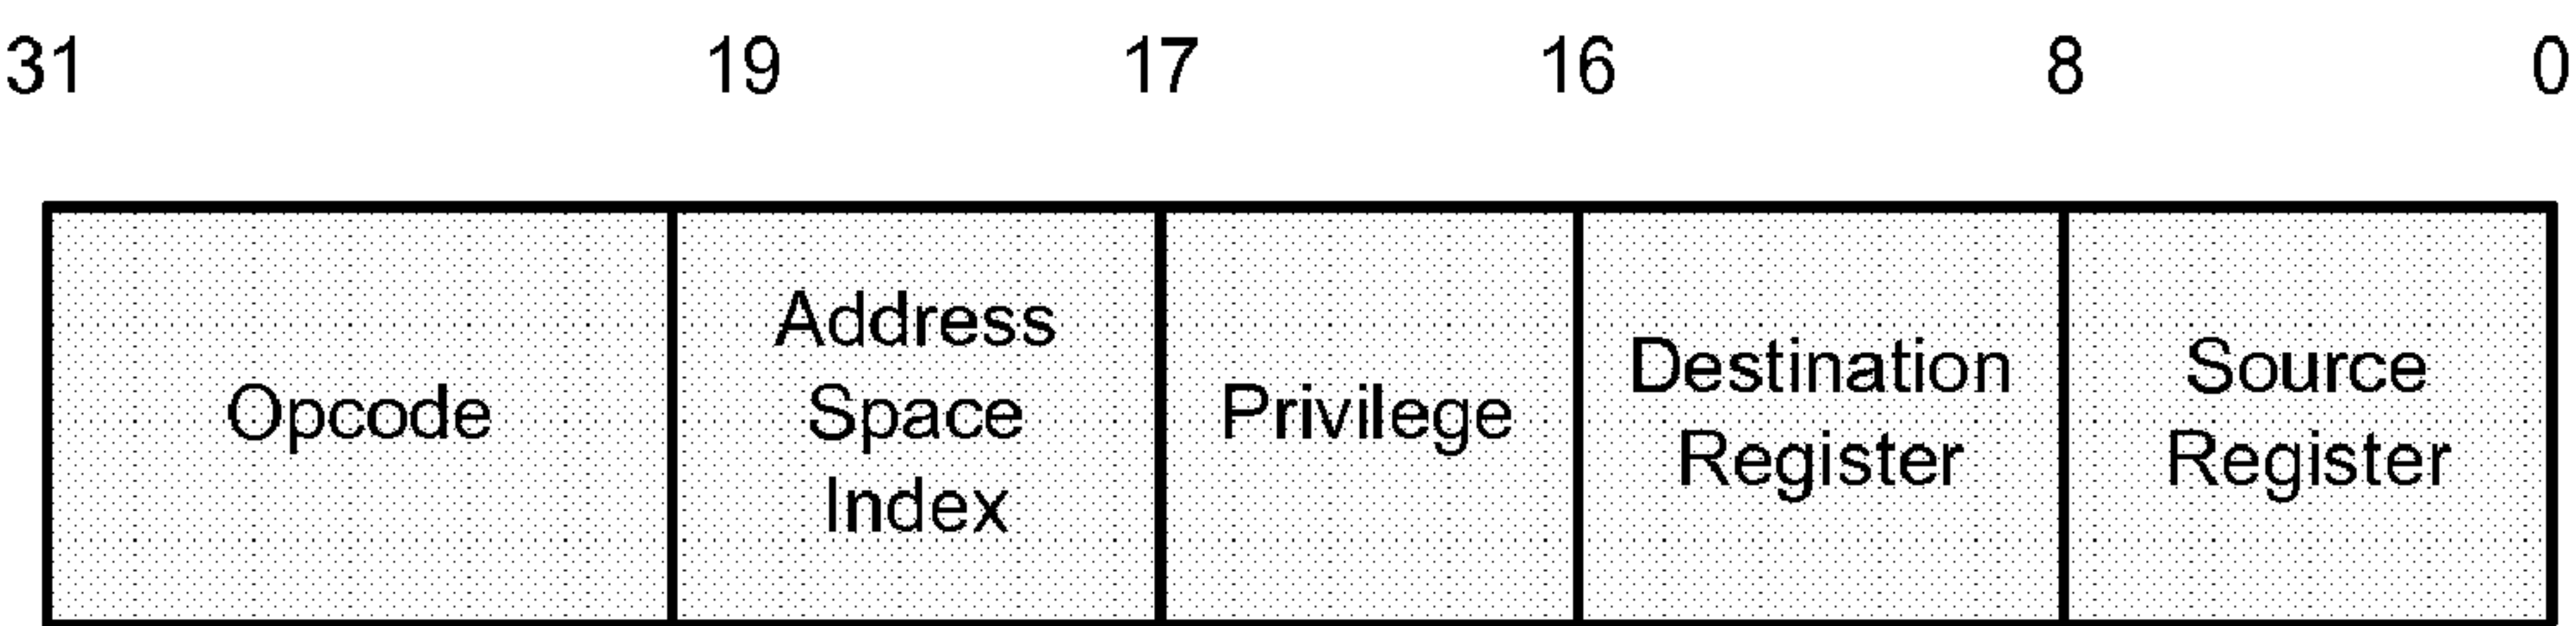 31 19 17 16 8 0
Opcode
Address
Space
Index
Privilege
Destination
Register
Source
Register